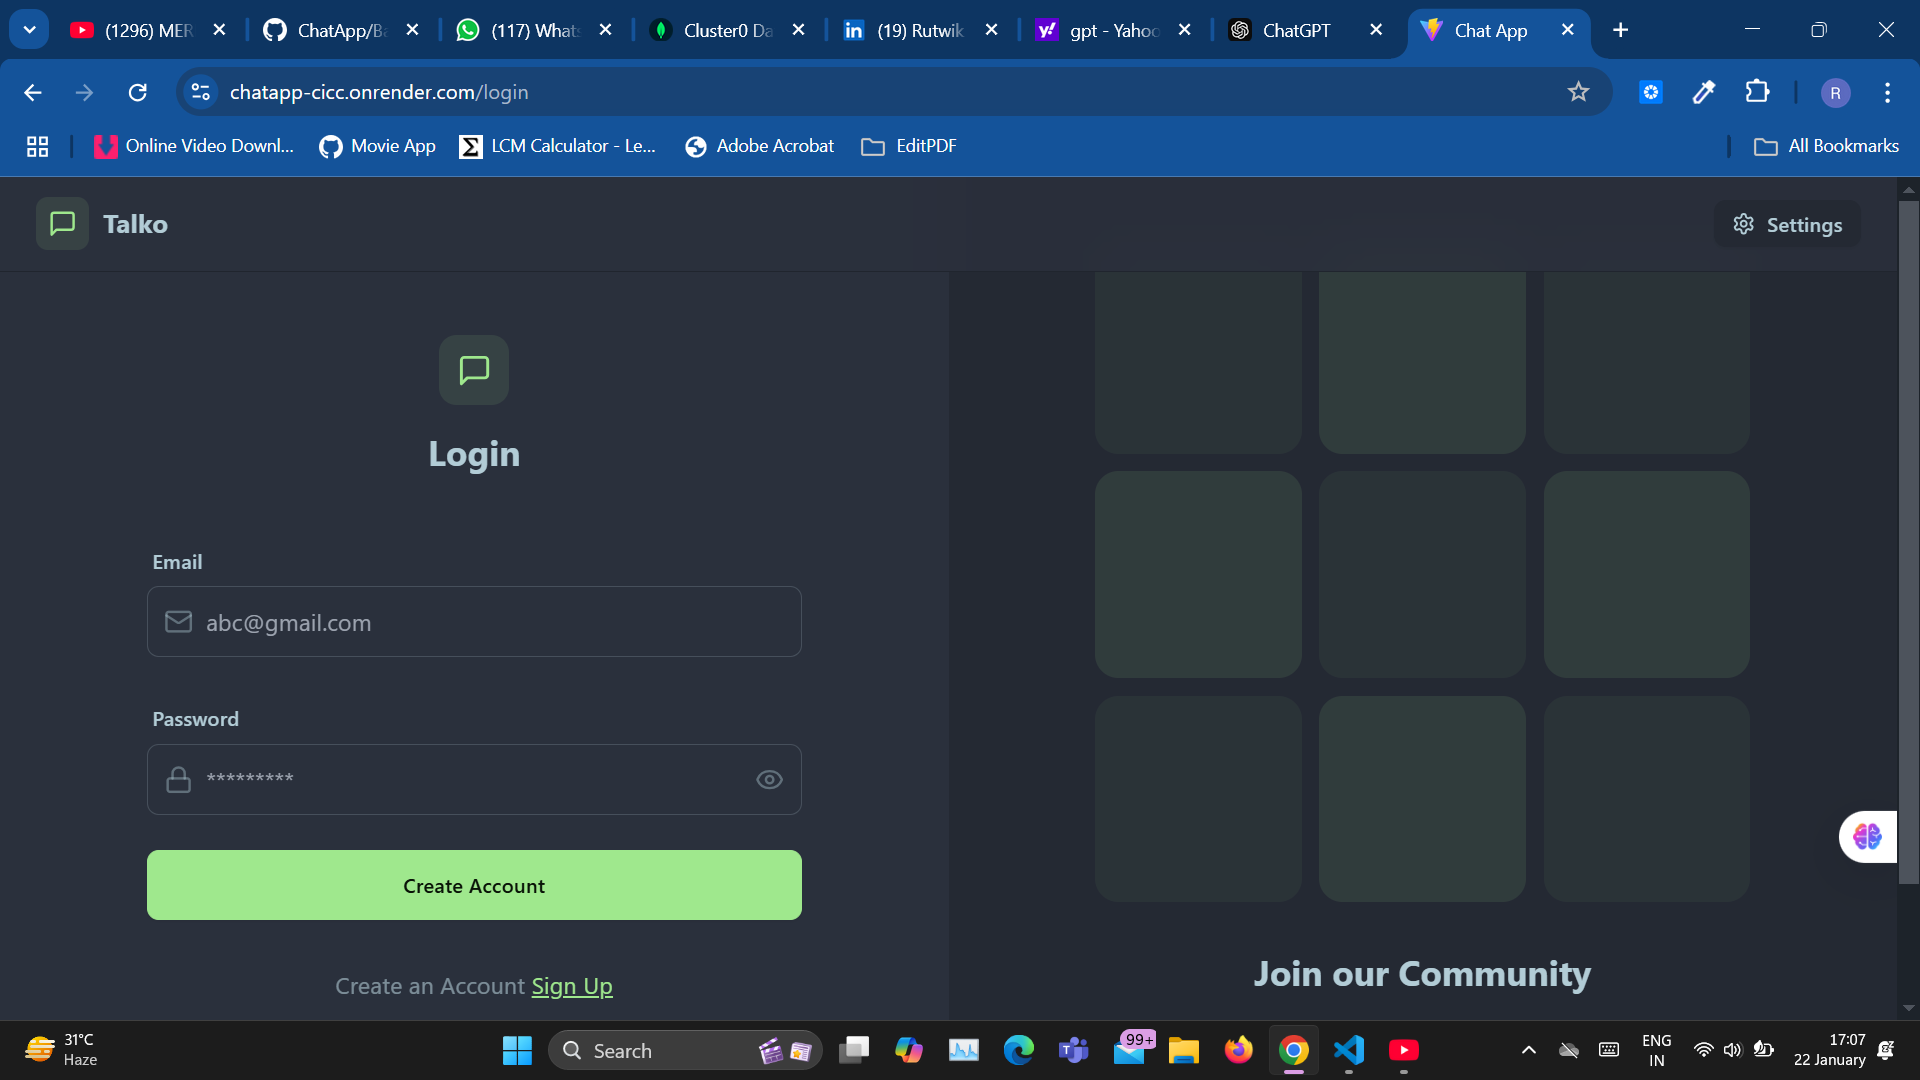 (1296) MER
ChatApp/Ba
(117) Whats
Cluster0 Da
(19) Rutwik
gpt - Yahoo
ChatGPT
Chat App
chatapp-cicc.onrender.com/login
R
Online Video Downl...
Movie App
LCM Calculator - Le...
Adobe Acrobat
EditPDF
All Bookmarks
Talko
Settings
Login
Email
abc@gmail.com
Password
*********
Create Account
Create an Account Sign Up
Join our Community
31°C
Haze
Search
99+
ENG
IN
17:07
22 January